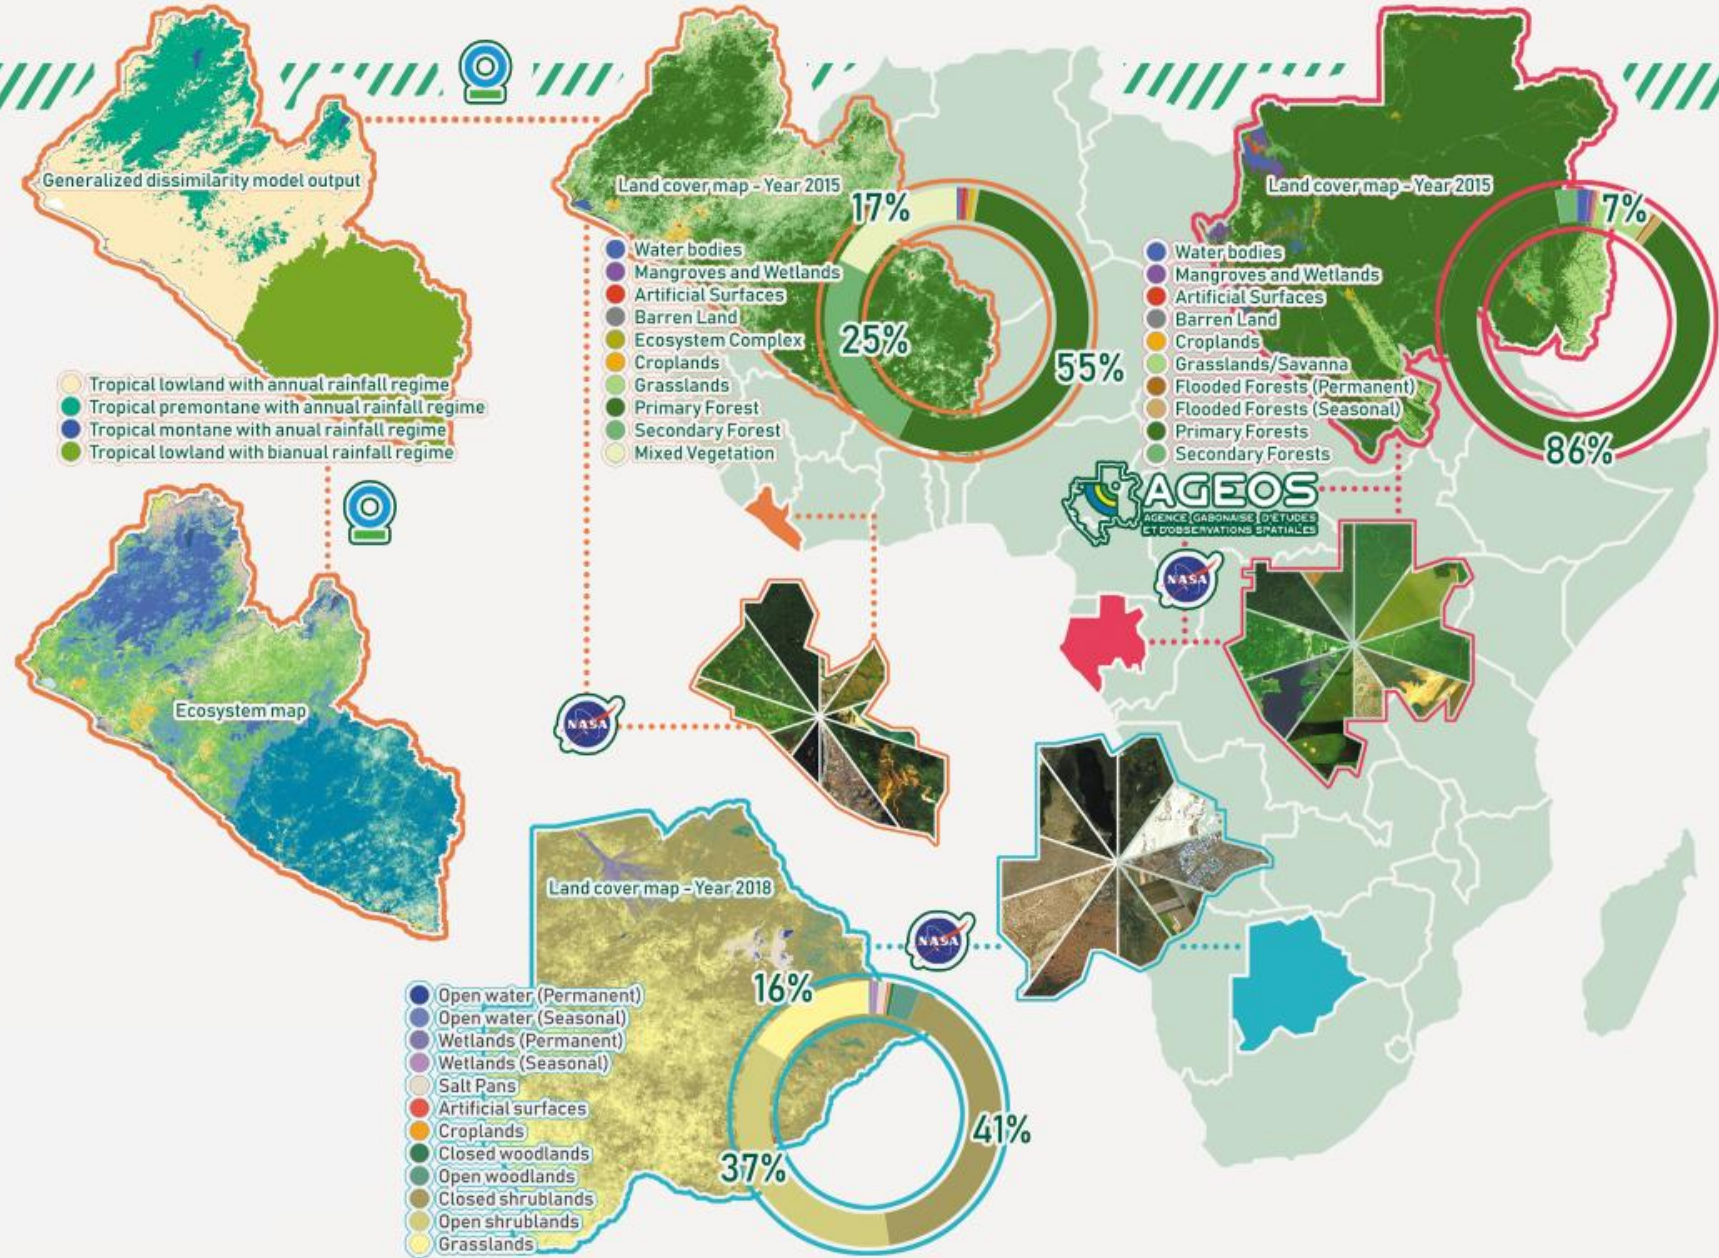 Generalized dissimilarity model output
Tropical lowland with annual rainfall regime
Tropical premontane with annual rainfall regime
Tropical montane with anual rainfall regime
Tropical lowland with bianual rainfall regime
Ecosystem map
Land cover map - Year 2015
17%
25%
55%
Water bodies
Mangroves and Wetlands
Artificial Surfaces
Barren Land
Ecosystem Complex
Croplands
Grasslands
Primary Forest
Secondary Forest
Mixed Vegetation
Land cover map - Year 2015
7%
86%
Water bodies
Mangroves and Wetlands
Artificial Surfaces
Barren Land
Croplands
Grasslands/Savanna
Flooded Forests (Permanent)
Flooded Forests (Seasonal)
Primary Forests
Secondary Forests
AGEOS
AGENCE GABONAISE D'ÉTUDES
ET D'OBSERVATIONS SPATIALES
NASA
NASA
Land cover map - Year 2018
NASA
16%
41%
37%
Open water (Permanent)
Open water (Seasonal)
Wetlands (Permanent)
Wetlands (Seasonal)
Salt Pans
Artificial surfaces
Croplands
Closed woodlands
Open woodlands
Closed shrublands
Open shrublands
Grasslands